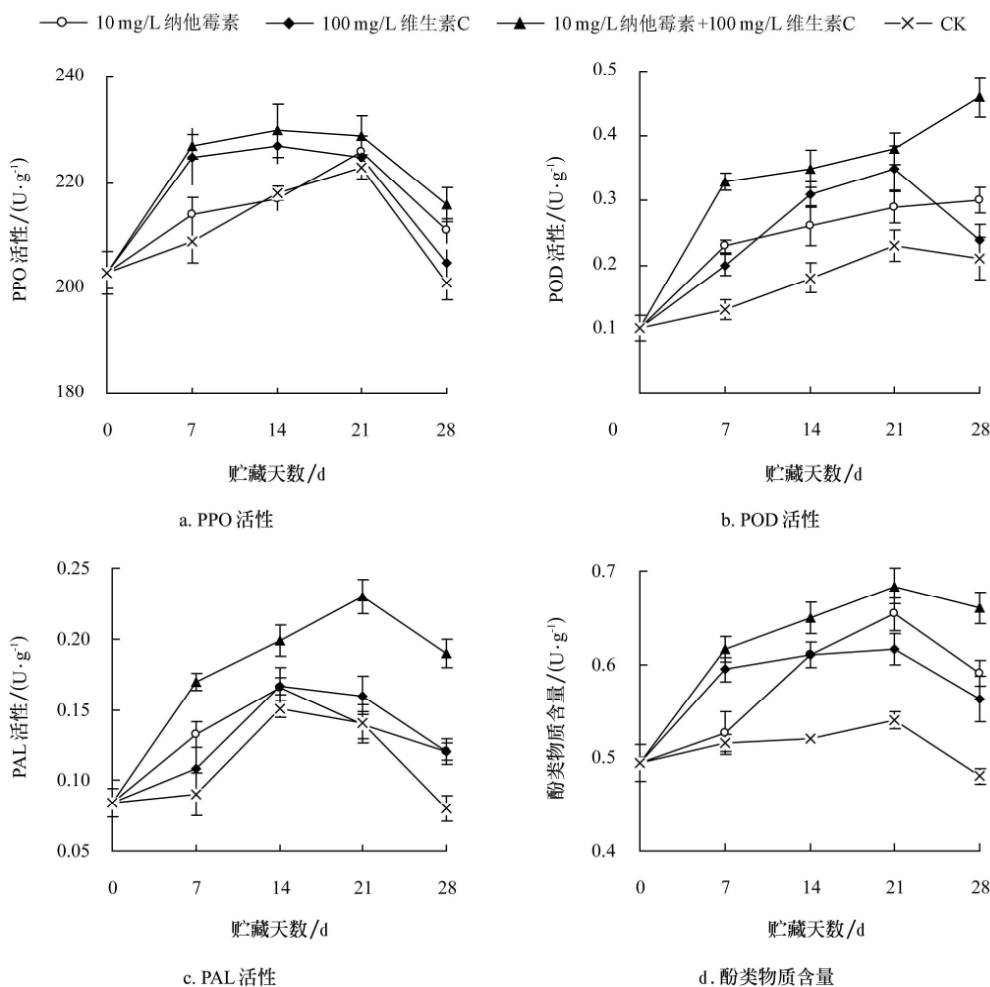 10 mg/L 纳他霉素 100 mg/L 维生素C 10 mg/L 纳他霉素+100 mg/L 维生素C CK
240
220
200
180
PPO 活性/(U·g⁻¹)
0 7 14 21 28
贮藏天数/d
a. PPO 活性
0.5
0.4
0.3
0.2
0.1
POD 活性/(U·g⁻¹)
0 7 14 21 28
贮藏天数/d
b. POD 活性
0.25
0.20
0.15
0.10
0.05
PAL 活性/(U·g⁻¹)
0 7 14 21 28
贮藏天数/d
c. PAL 活性
0.7
0.6
0.5
0.4
酚类物质含量/(U·g⁻¹)
0 7 14 21 28
贮藏天数/d
d. 酚类物质含量